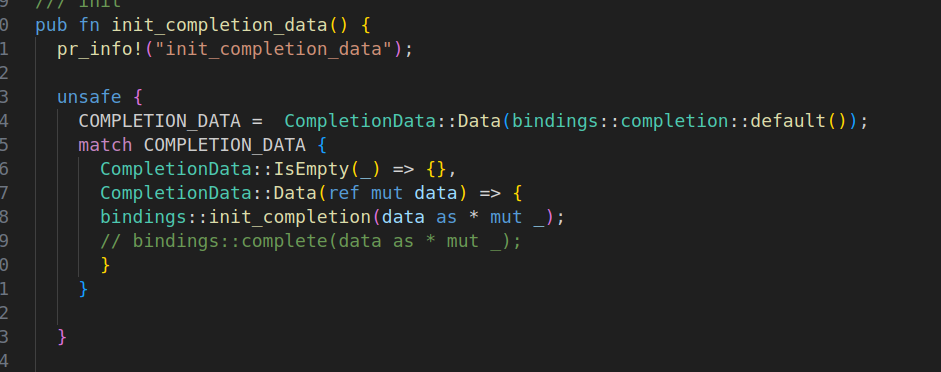 9 /// init
0 pub fn init_completion_data() {
1 pr_info!("init_completion_data");
2
3 unsafe {
4 COMPLETION_DATA =  CompletionData::Data(bindings::completion::default());
5 match COMPLETION_DATA {
6 CompletionData::IsEmpty(_) => {},
7 CompletionData::Data(ref mut data) => {
8 bindings::init_completion(data as * mut _);
9 // bindings::complete(data as * mut _);
0 }
1 }
2
3 }
4